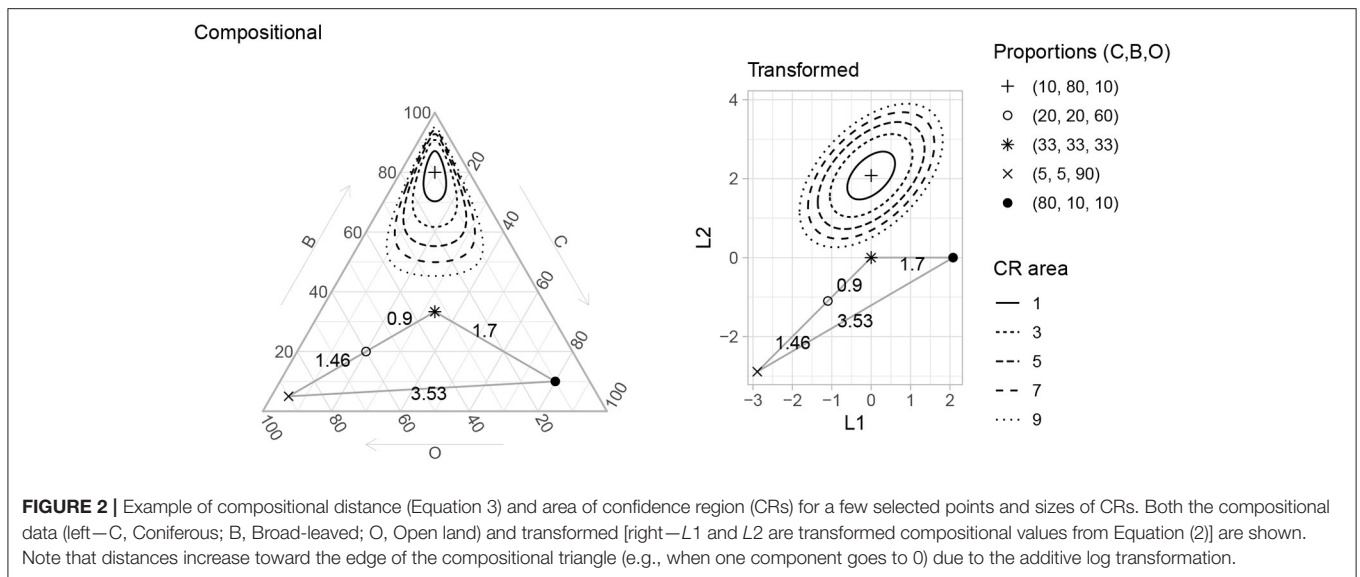 Compositional
100
80
60
40
20
B
20
40
60
80
100
C
100
80
60
40
20
O
0.9
1.7
1.46
3.53
Transformed
4
2
0
−2
L2
−3
−2
−1
0
1
2
L1
1.7
0.9
3.53
1.46
Proportions (C,B,O)
(10, 80, 10)
(20, 20, 60)
(33, 33, 33)
(5, 5, 90)
(80, 10, 10)
CR area
1
3
5
7
9
FIGURE 2 | Example of compositional distance (Equation 3) and area of confidence region (CRs) for a few selected points and sizes of CRs. Both the compositional
data (left—C, Coniferous; B, Broad-leaved; O, Open land) and transformed [right—L1 and L2 are transformed compositional values from Equation (2)] are shown.
Note that distances increase toward the edge of the compositional triangle (e.g., when one component goes to 0) due to the additive log transformation.